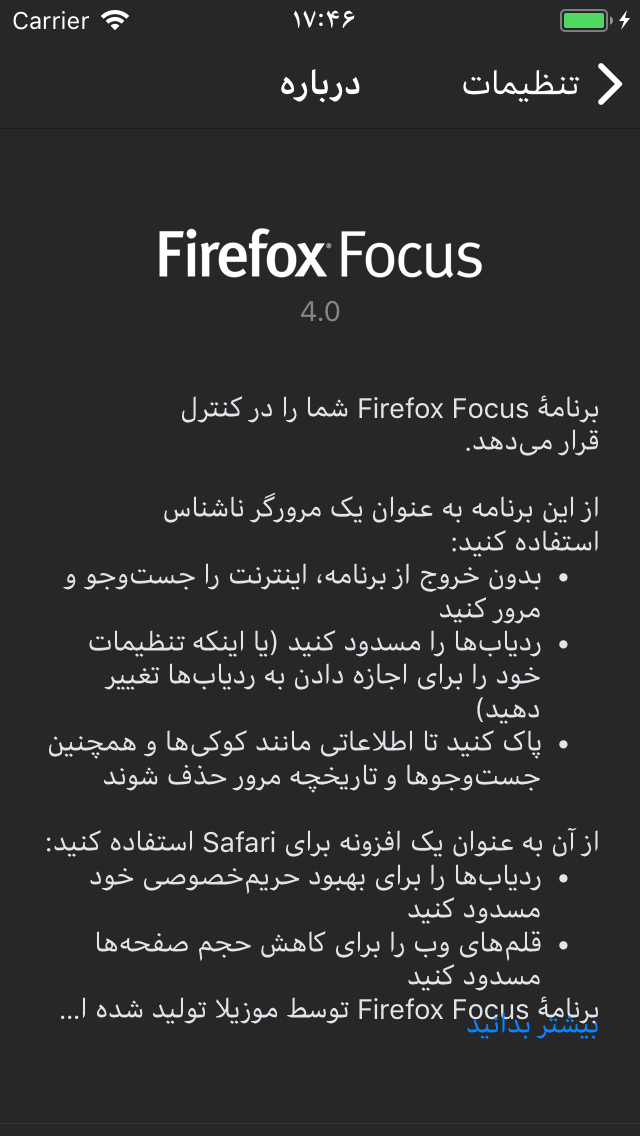 Carrier
۱۷:۴۶
تنظیمات
درباره
Firefox Focus
4.0
برنامهٔ Firefox Focus شما را در کنترل
قرار می‌دهد.
از این برنامه به عنوان یک مرورگر ناشناس
استفاده کنید:
• بدون خروج از برنامه، اینترنت را جست‌وجو و
مرور کنید
• ردیاب‌ها را مسدود کنید (یا اینکه تنظیمات
خود را برای اجازه دادن به ردیاب‌ها تغییر
دهید)
• پاک کنید تا اطلاعاتی مانند کوکی‌ها و همچنین
جست‌وجوها و تاریخچه مرور حذف شوند
از آن به عنوان یک افزونه برای Safari استفاده کنید:
• ردیاب‌ها را برای بهبود حریم‌خصوصی خود
مسدود کنید
• قلم‌های وب را برای کاهش حجم صفحه‌ها
مسدود کنید
برنامهٔ Firefox Focus توسط موزیلا تولید شده ا...
بیشتر بدانید